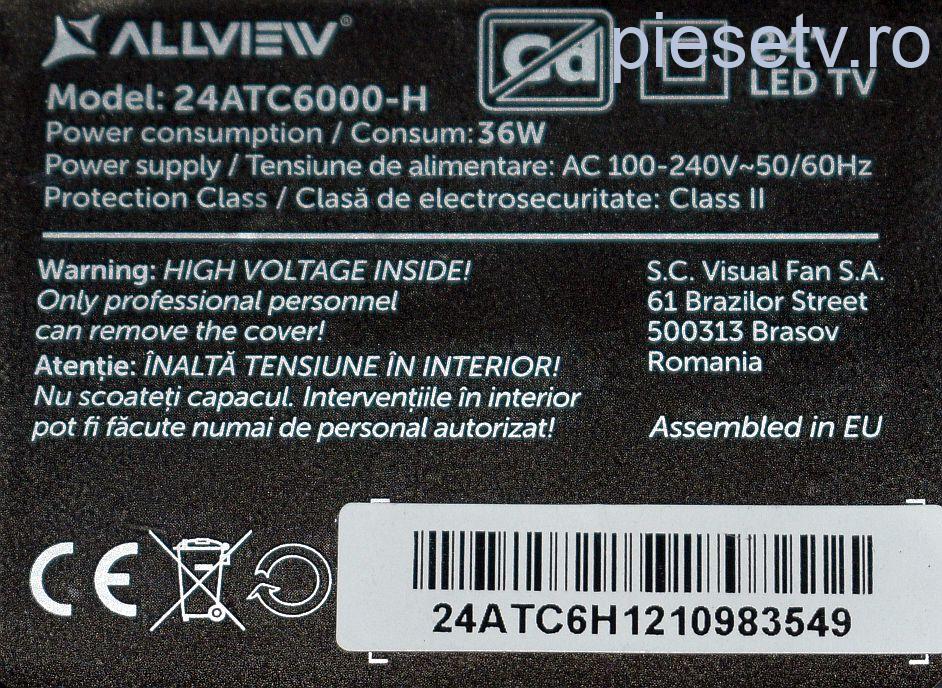 ALLVIEW®
Cd
piesetv.ro
LED TV
Model: 24ATC6000-H
Power consumption / Consum: 36W
Power supply / Tensiune de alimentare: AC 100-240V~50/60Hz
Protection Class / Clasă de electrosecuritate: Class II
Warning: HIGH VOLTAGE INSIDE!
Only professional personnel
can remove the cover!
Atenție: ÎNALTĂ TENSIUNE ÎN INTERIOR!
Nu scoateți capacul. Intervențiile în interior
pot fi făcute numai de personal autorizat!
S.C. Visual Fan S.A.
61 Brazilor Street
500313 Brasov
Romania
Assembled in EU
CE
24ATC6H1210983549